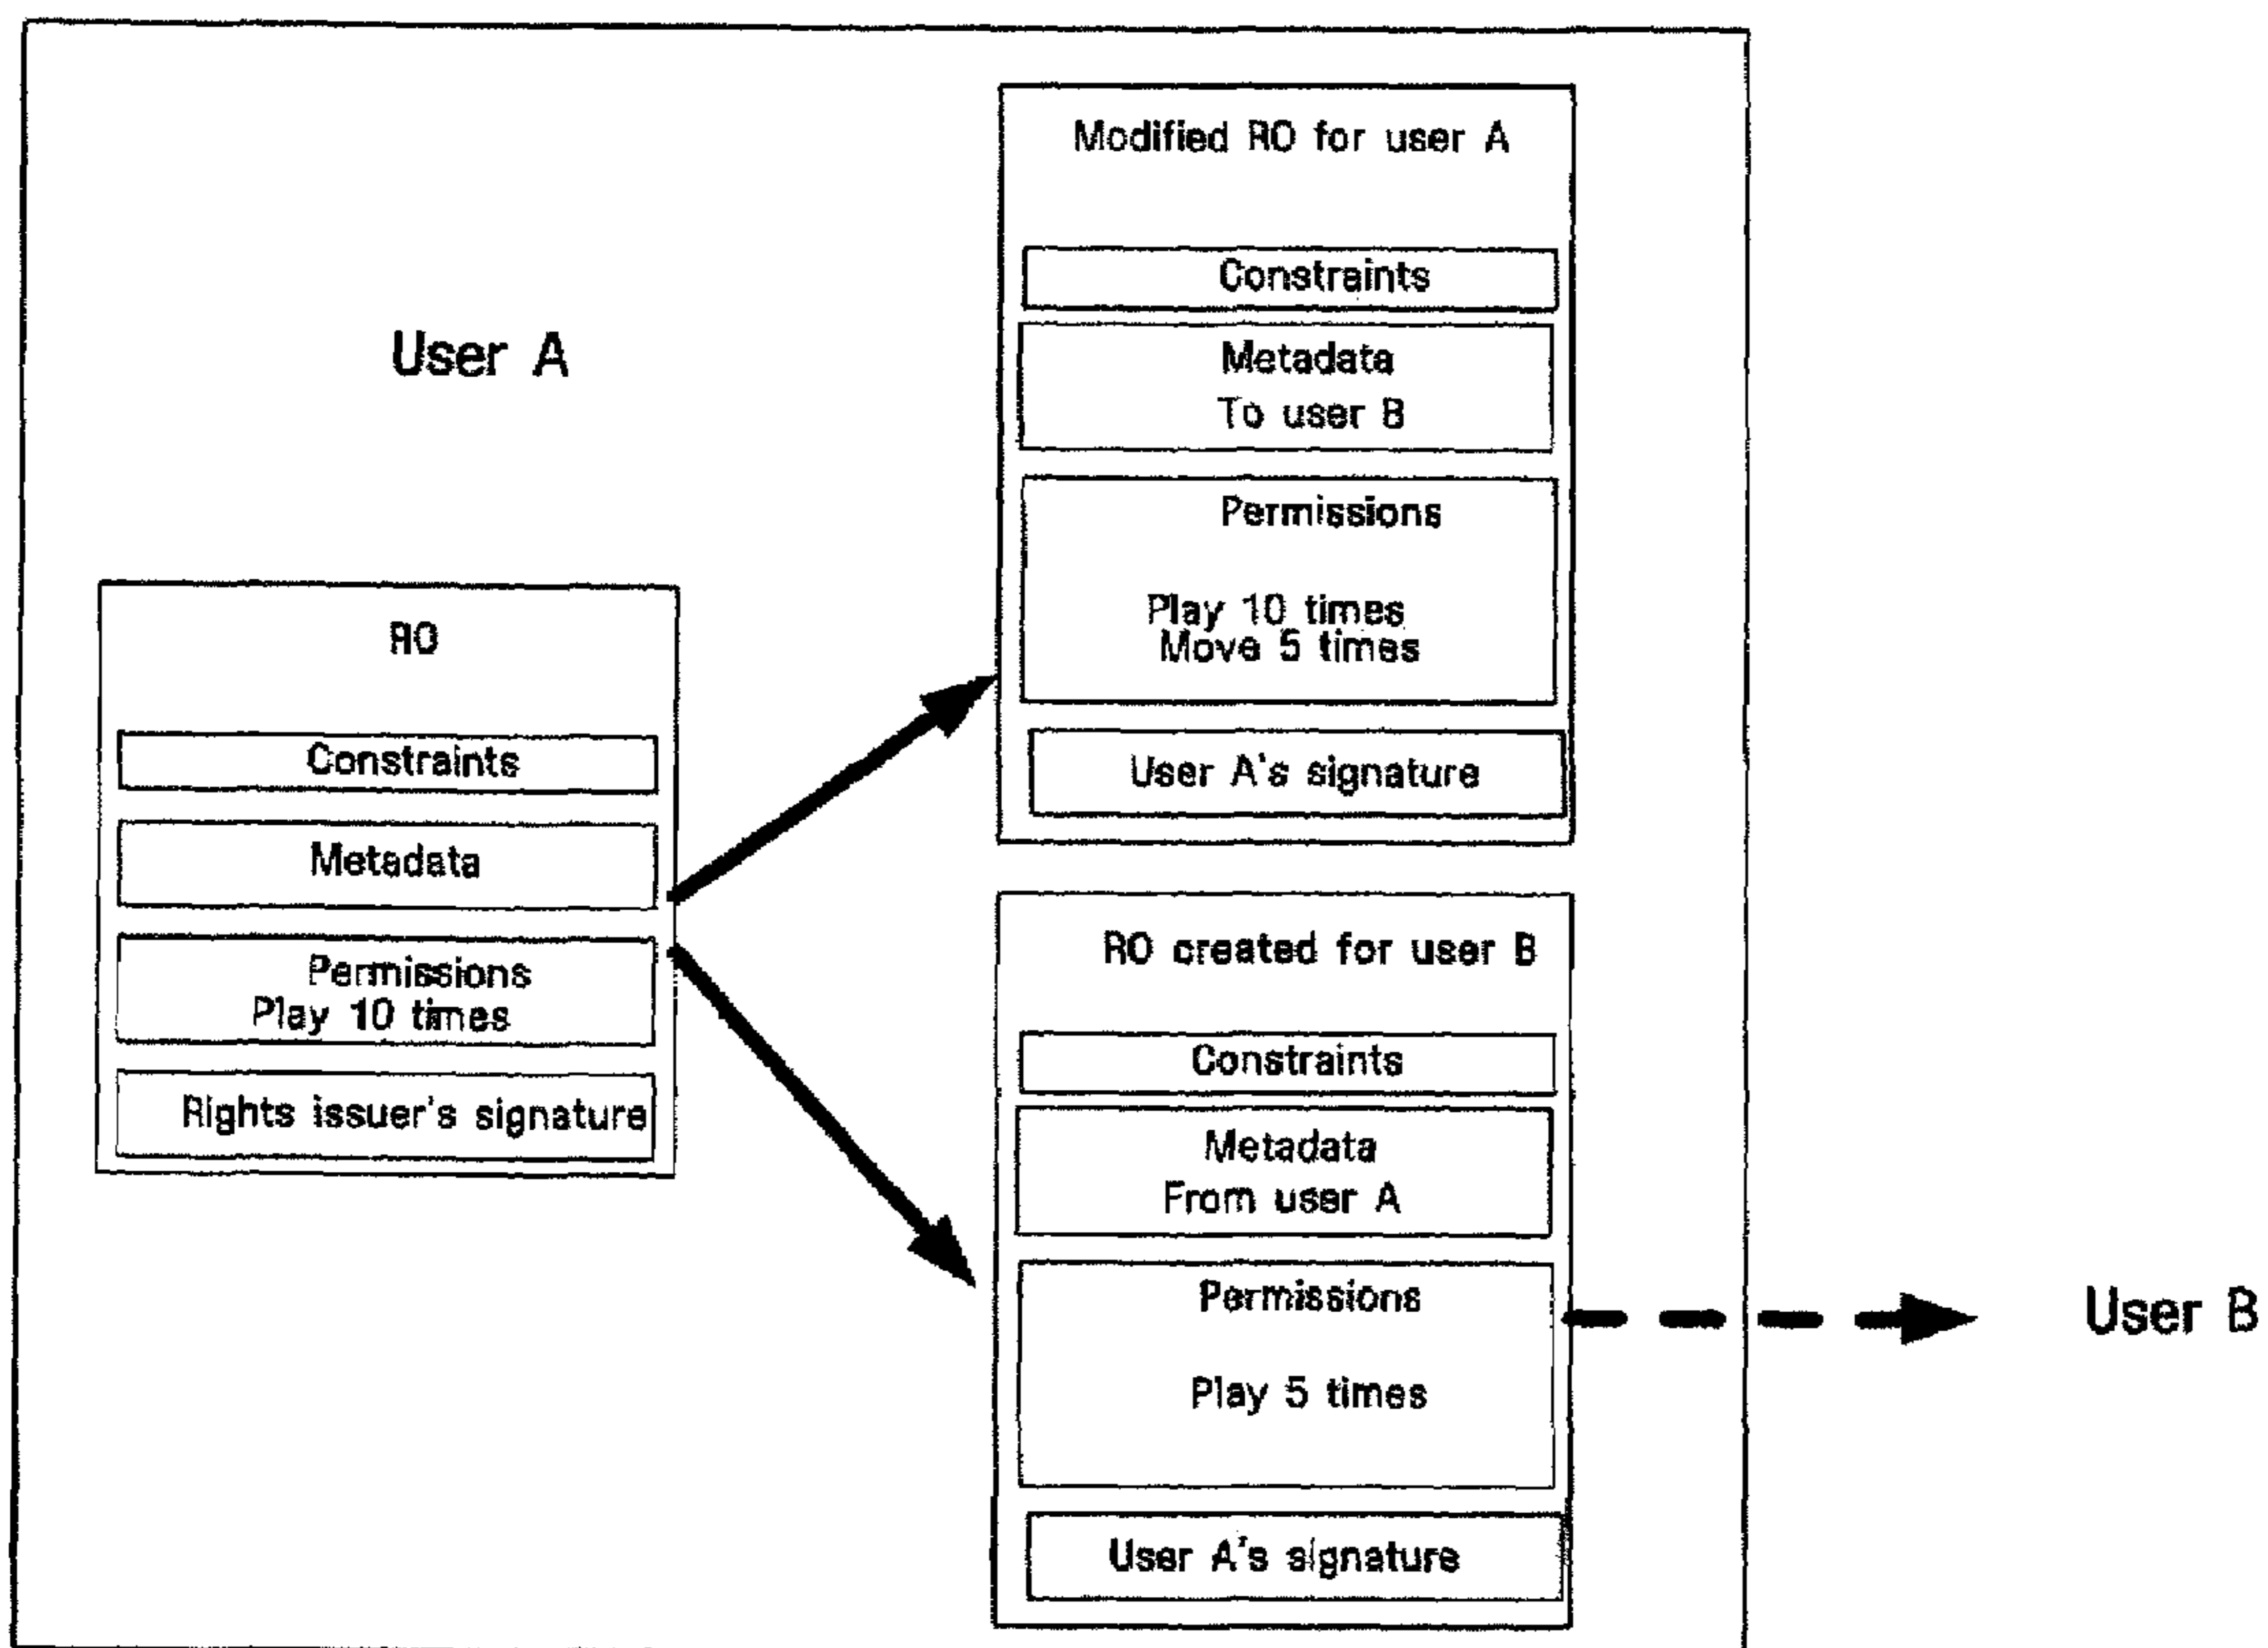 User A
RO
Constraints
Metadata
Permissions
Play 10 times
Rights issuer's signature
Modified RO for user A
Constraints
Metadata
To user B
Permissions
Play 10 times
Move 5 times
User A's signature
RO created for user B
Constraints
Metadata
From user A
Permissions
Play 5 times
User A's signature
User B